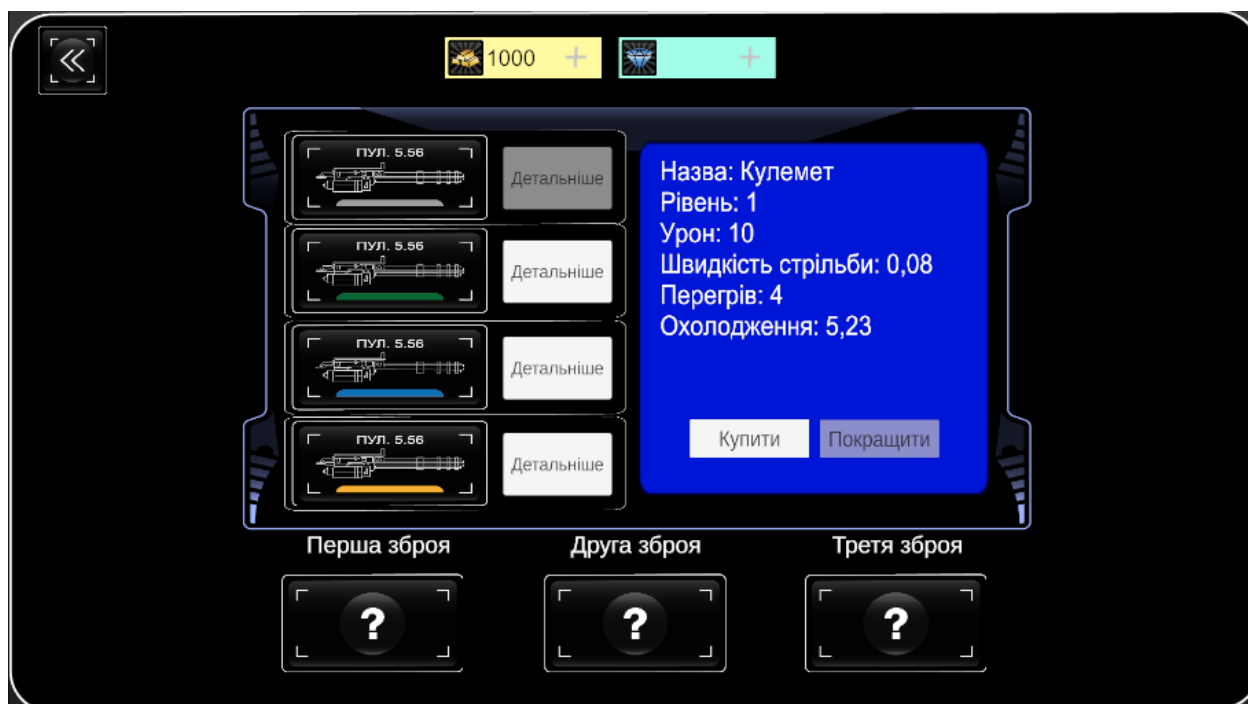 1000
ПУЛ. 5.56
Детальніше
ПУЛ. 5.56
Детальніше
ПУЛ. 5.56
Детальніше
ПУЛ. 5.56
Детальніше
Назва: Кулемет
Рівень: 1
Урон: 10
Швидкість стрільби: 0,08
Перегрів: 4
Охолодження: 5,23
Купити
Покращити
Перша зброя
Друга зброя
Третя зброя
?
?
?